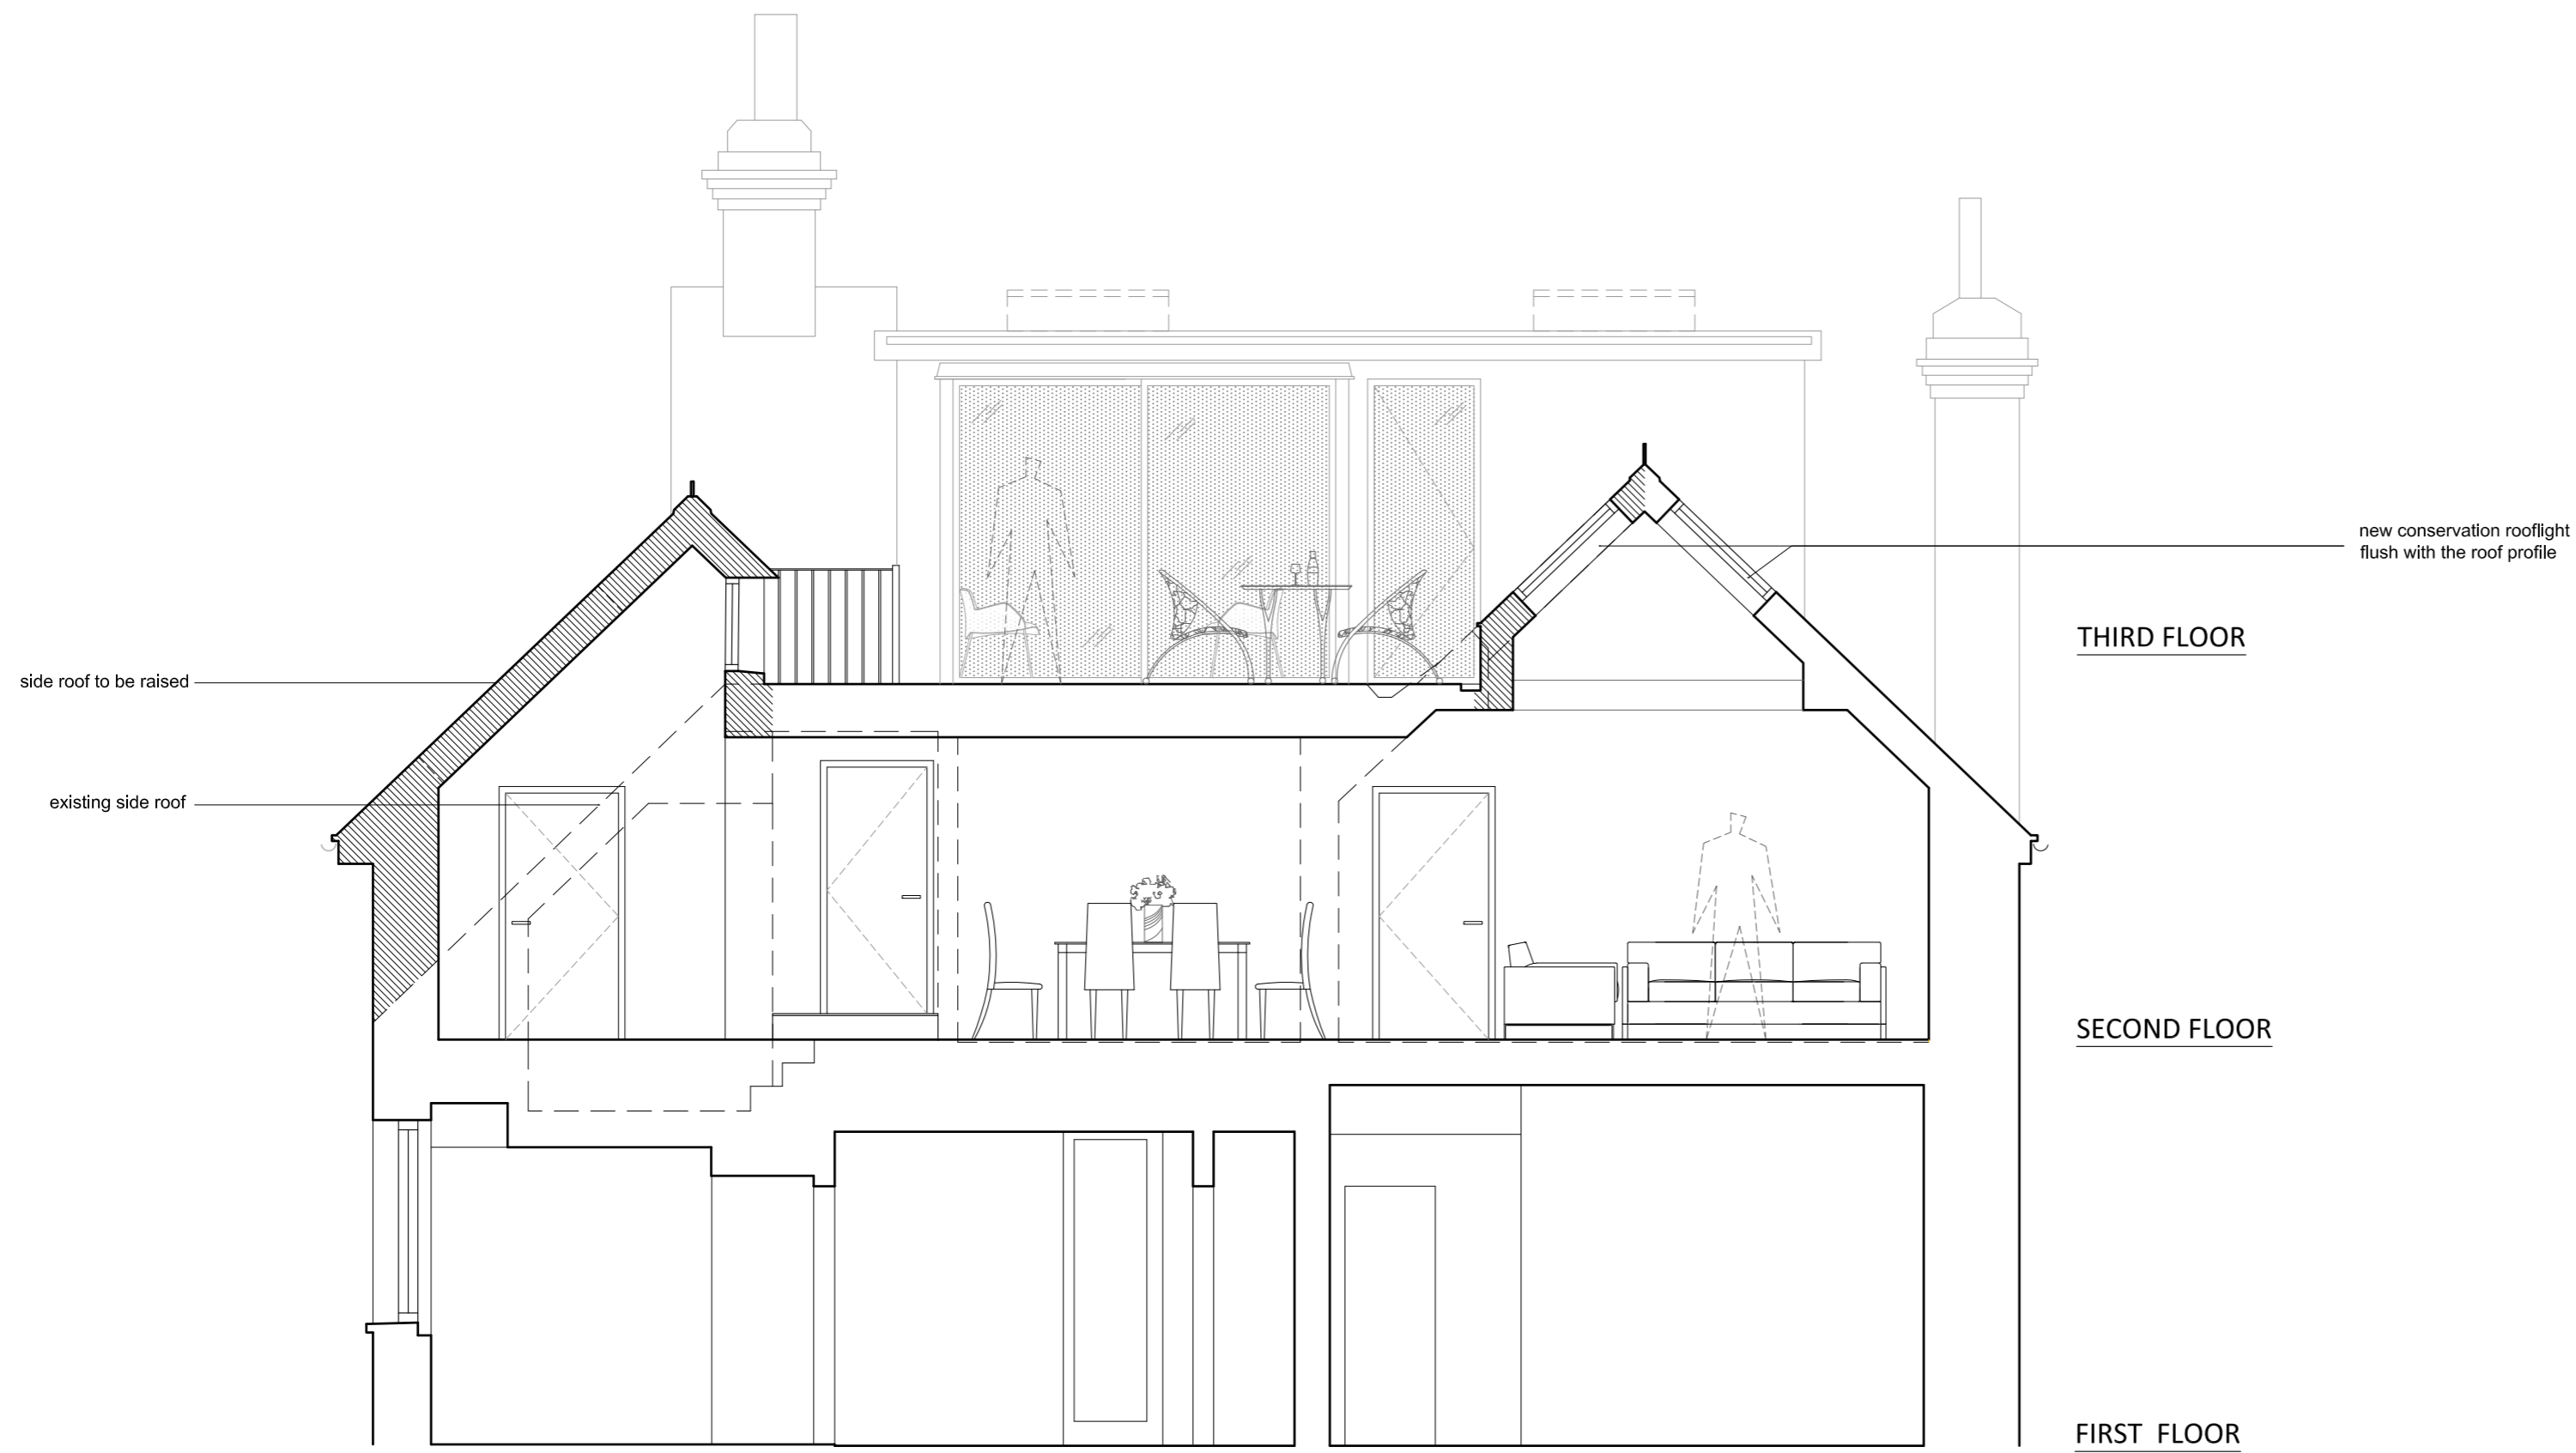 new conservation rooflight
flush with the roof profile
THIRD FLOOR
side roof to be raised
existing side roof
SECOND FLOOR
FIRST FLOOR